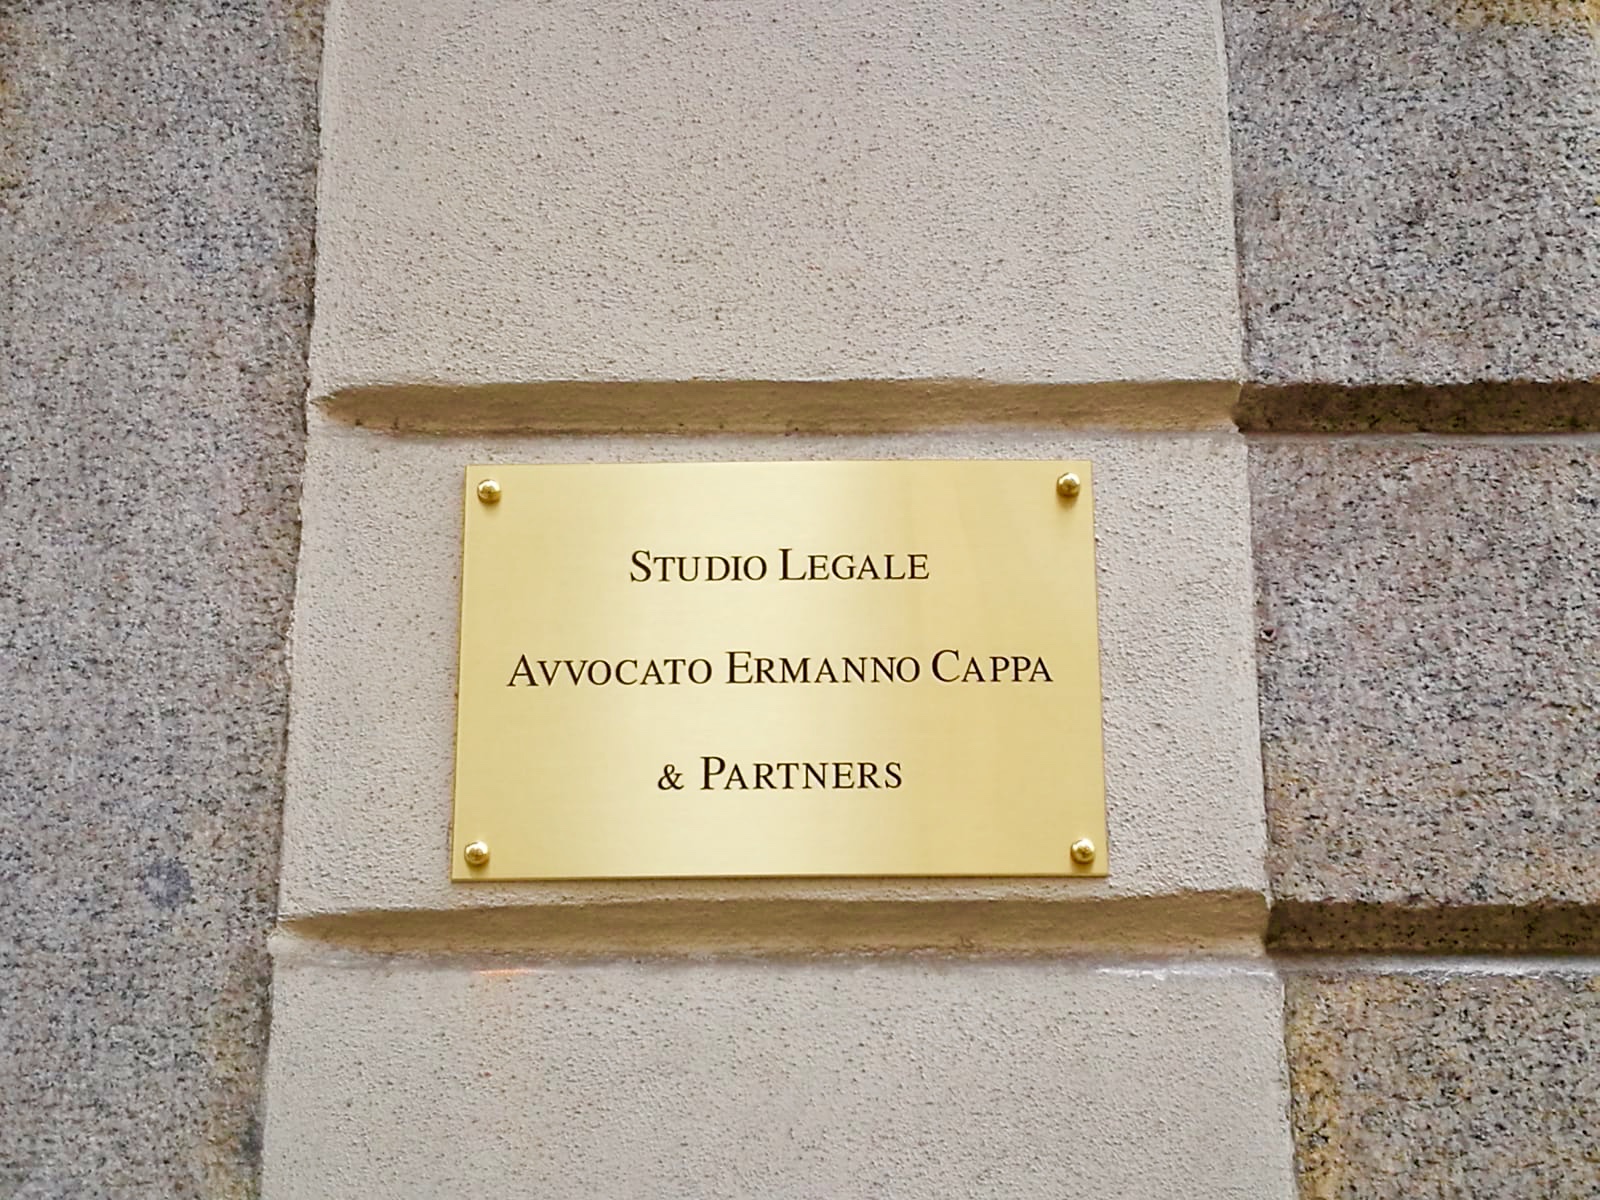 Studio Legale
Avvocato Ermanno Cappa
& Partners